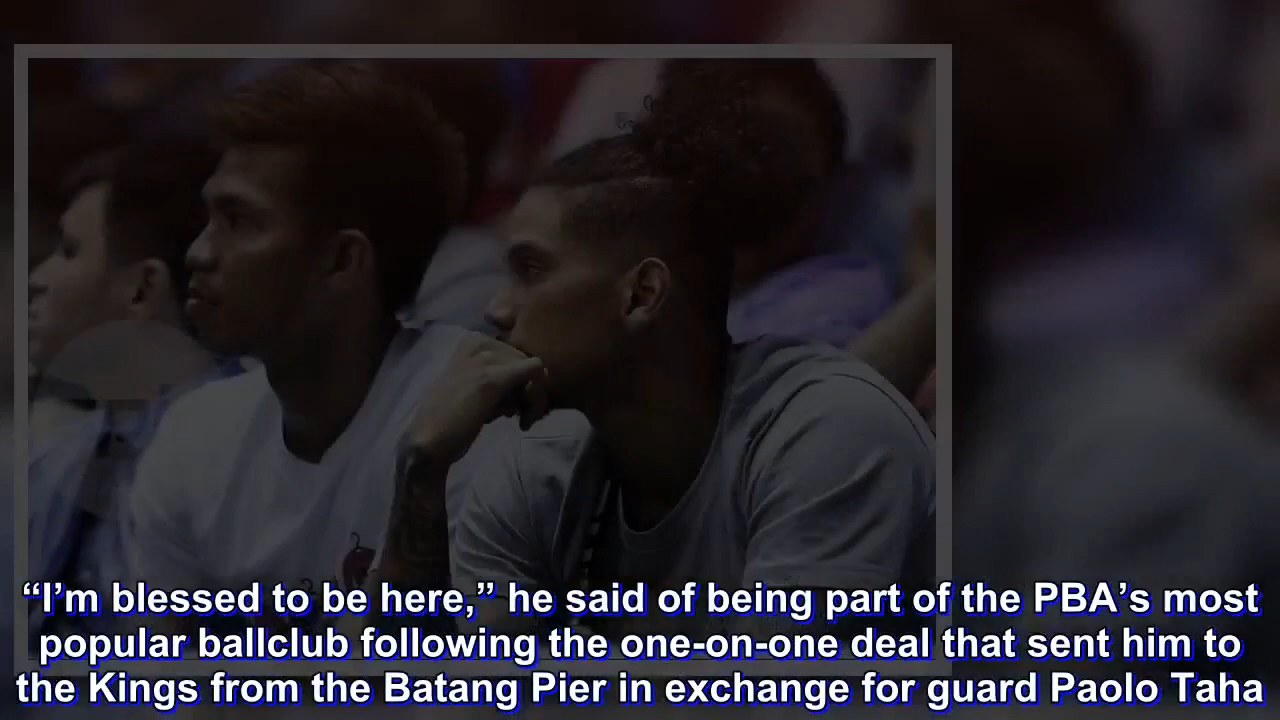 “I’m blessed to be here,” he said of being part of the PBA’s most
popular ballclub following the one-on-one deal that sent him to
the Kings from the Batang Pier in exchange for guard Paolo Taha